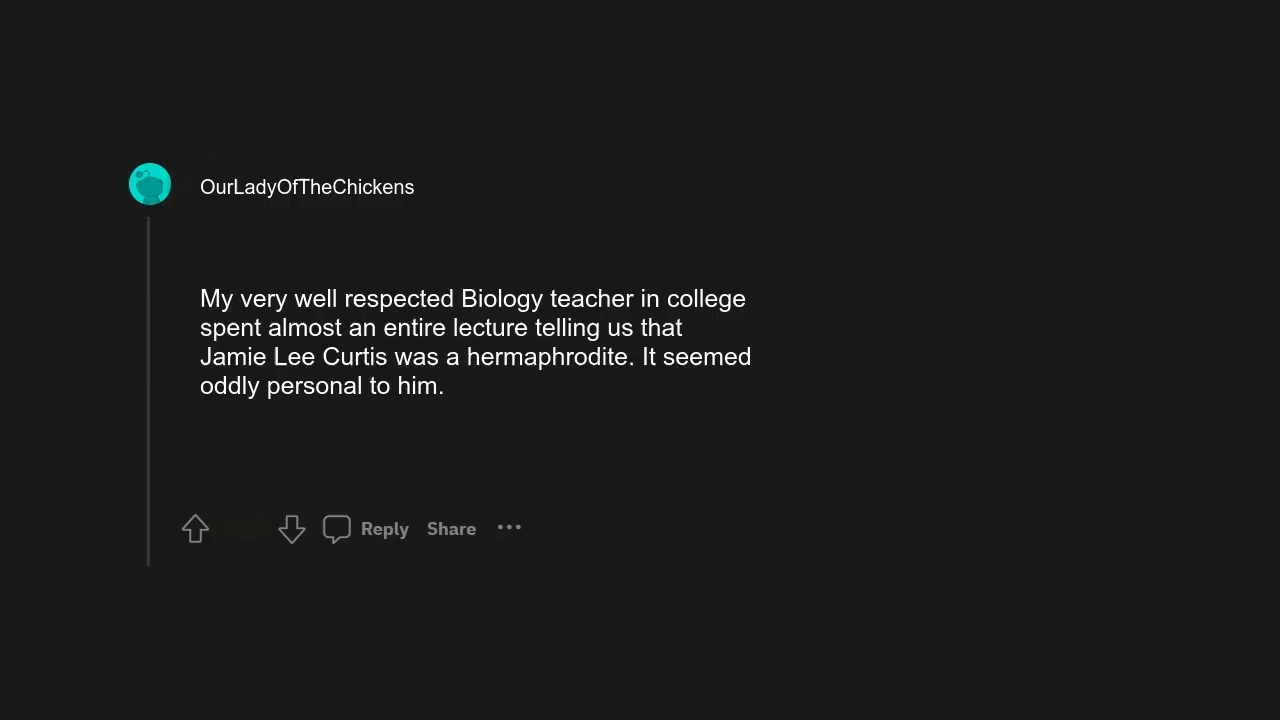 OurLadyOfTheChickens
My very well respected Biology teacher in college
spent almost an entire lecture telling us that
Jamie Lee Curtis was a hermaphrodite. It seemed
oddly personal to him.
Reply Share